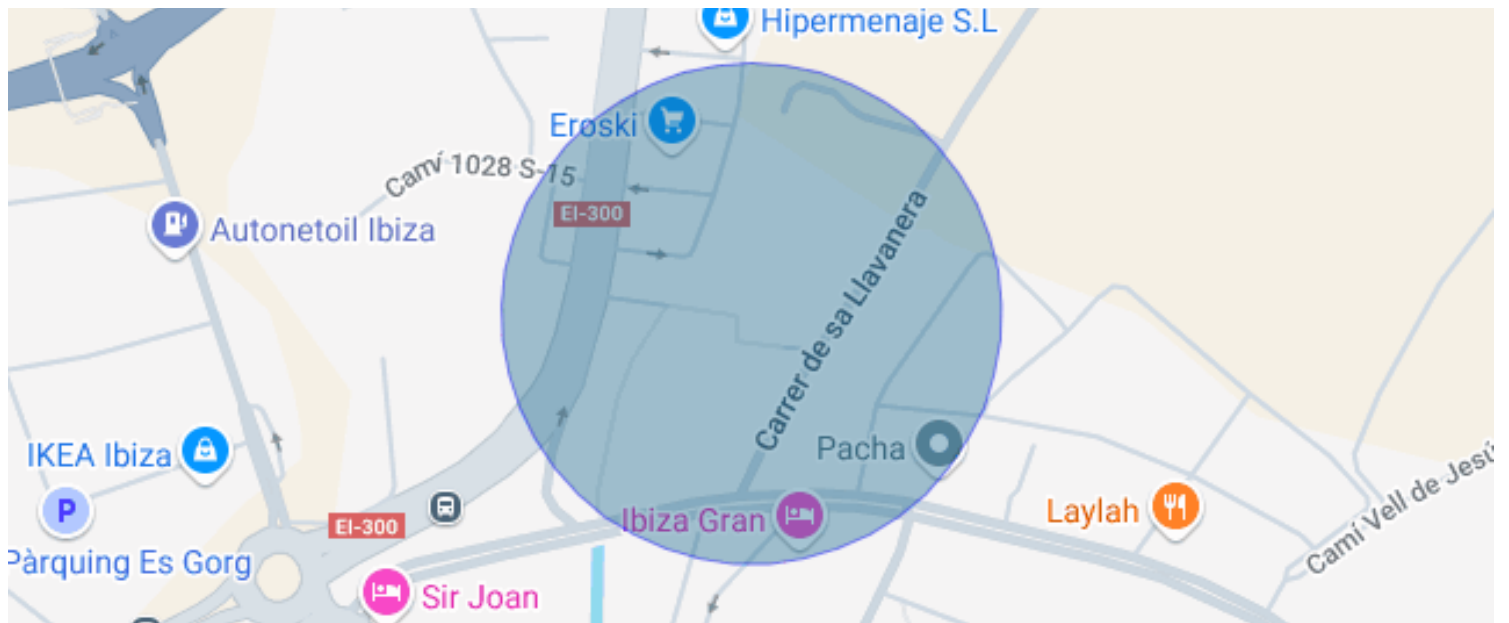 Hipermenaje S.L
Eroski
Camí 1028 S-15
EI-300
Autonetoil Ibiza
Carrer de sa Llavanera
IKEA Ibiza
Pacha
P
EI-300
Ibiza Gran
Laylah
Camí Vell de Jesú
Pàrquing Es Gorg
Sir Joan